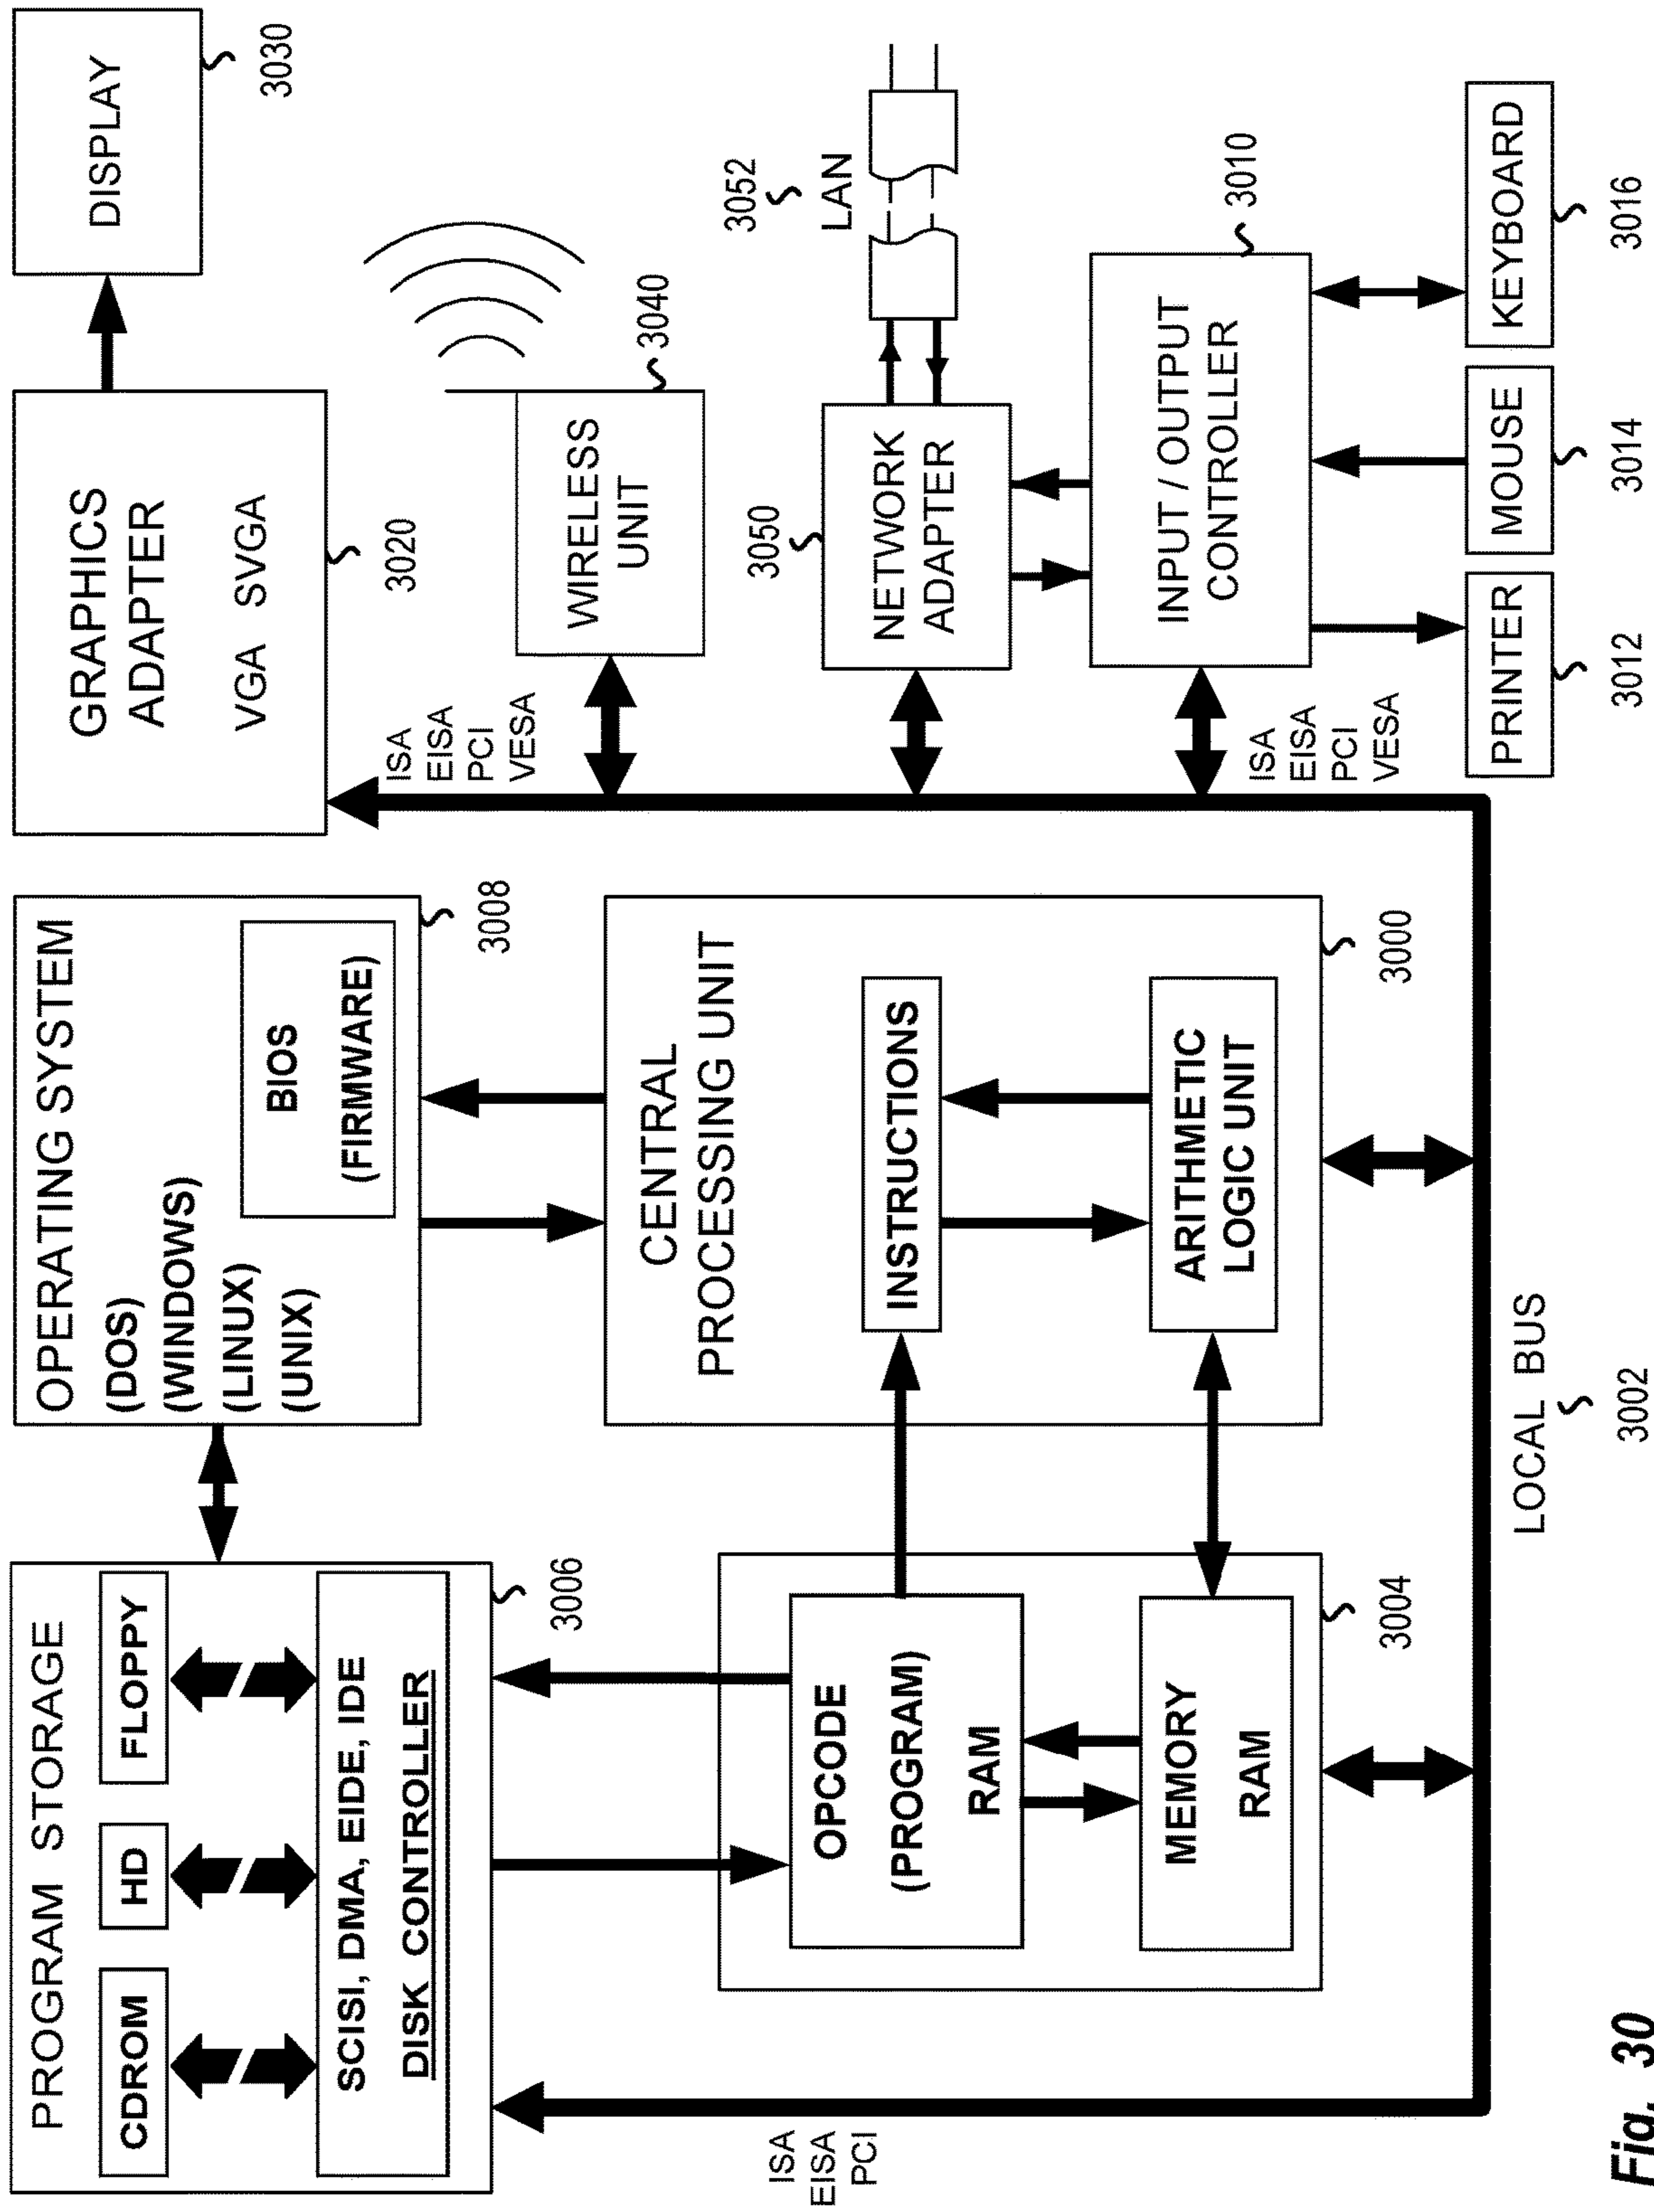 PROGRAM STORAGE
CDROM
HD
FLOPPY
SCISI, DMA, EIDE, IDE
DISK CONTROLLER
3006
OPERATING SYSTEM
(DOS)
(WINDOWS)
(LINUX)
(UNIX)
BIOS
(FIRMWARE)
3008
GRAPHICS
ADAPTER
VGA SVGA
3020
DISPLAY
3030
ISA
EISA
PCI
VESA
WIRELESS
UNIT
3040
OPCODE
(PROGRAM)
RAM
MEMORY
RAM
3004
CENTRAL
PROCESSING UNIT
INSTRUCTIONS
ARITHMETIC
LOGIC UNIT
3000
3050
NETWORK
ADAPTER
3052
LAN
INPUT / OUTPUT
CONTROLLER
3010
ISA
EISA
PCI
ISA
EISA
PCI
VESA
PRINTER
3012
MOUSE
3014
KEYBOARD
3016
LOCAL BUS
3002
Fig. 30